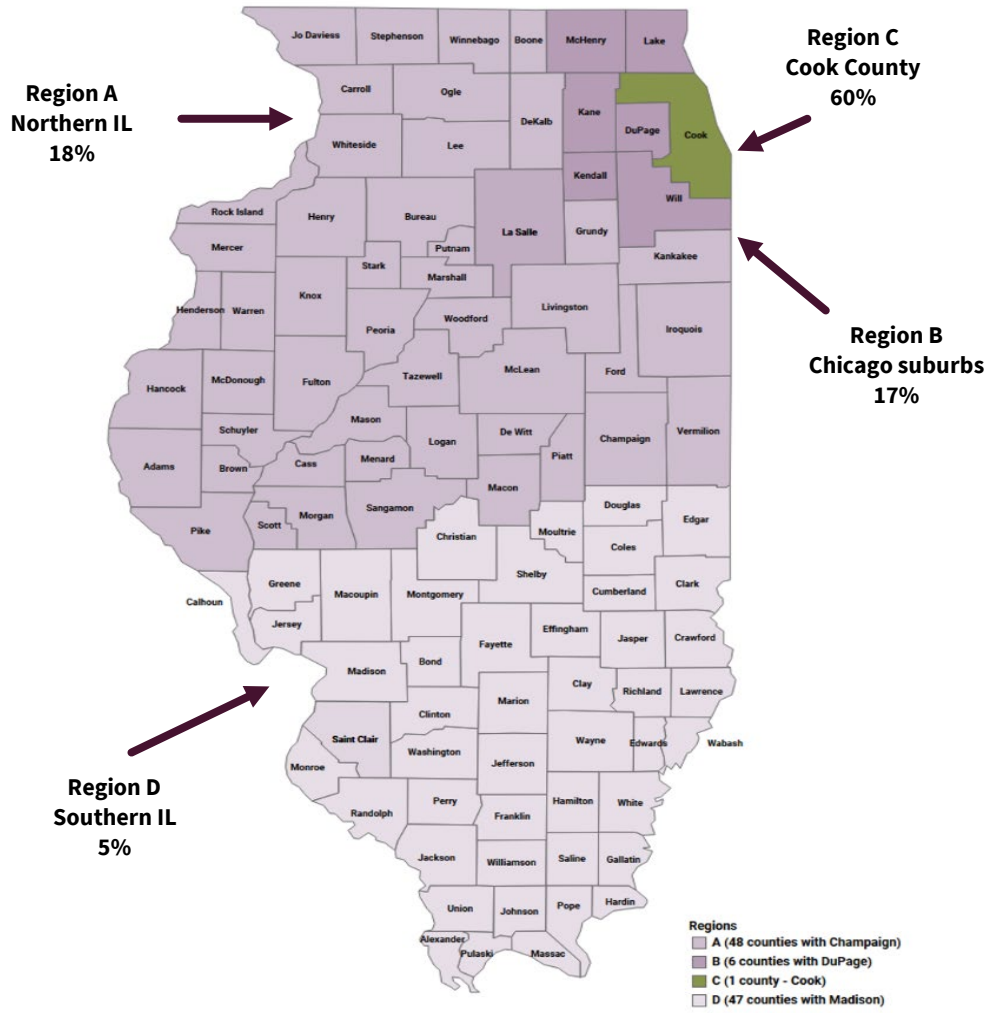 Jo Daviess
Stephenson
Winnebago
Boone
McHenry
Lake
Region C
Cook County
60%
Region A
Northern IL
18%
Carroll
Ogle
DeKalb
Kane
DuPage
Cook
Whiteside
Lee
Kendall
Will
Rock Island
Henry
Bureau
La Salle
Grundy
Mercer
Putnam
Kankakee
Stark
Marshall
Knox
Henderson
Warren
Peoria
Woodford
Livingston
Iroquois
Region B
Chicago suburbs
17%
Hancock
McDonough
Fulton
Tazewell
McLean
Ford
Schuyler
Mason
Logan
De Witt
Champaign
Vermilion
Adams
Brown
Cass
Menard
Piatt
Macon
Pike
Scott
Morgan
Sangamon
Christian
Moultrie
Douglas
Edgar
Coles
Shelby
Calhoun
Greene
Macoupin
Montgomery
Cumberland
Clark
Jersey
Fayette
Effingham
Jasper
Crawford
Madison
Bond
Clay
Richland
Lawrence
Marion
Clinton
Saint Clair
Washington
Wayne
Edwards
Wabash
Monroe
Jefferson
Region D
Southern IL
5%
Randolph
Perry
Franklin
Hamilton
White
Jackson
Williamson
Saline
Gallatin
Union
Johnson
Pope
Hardin
Alexander
Pulaski
Massac
Regions
A (48 counties with Champaign)
B (6 counties with DuPage)
C (1 county - Cook)
D (47 counties with Madison)